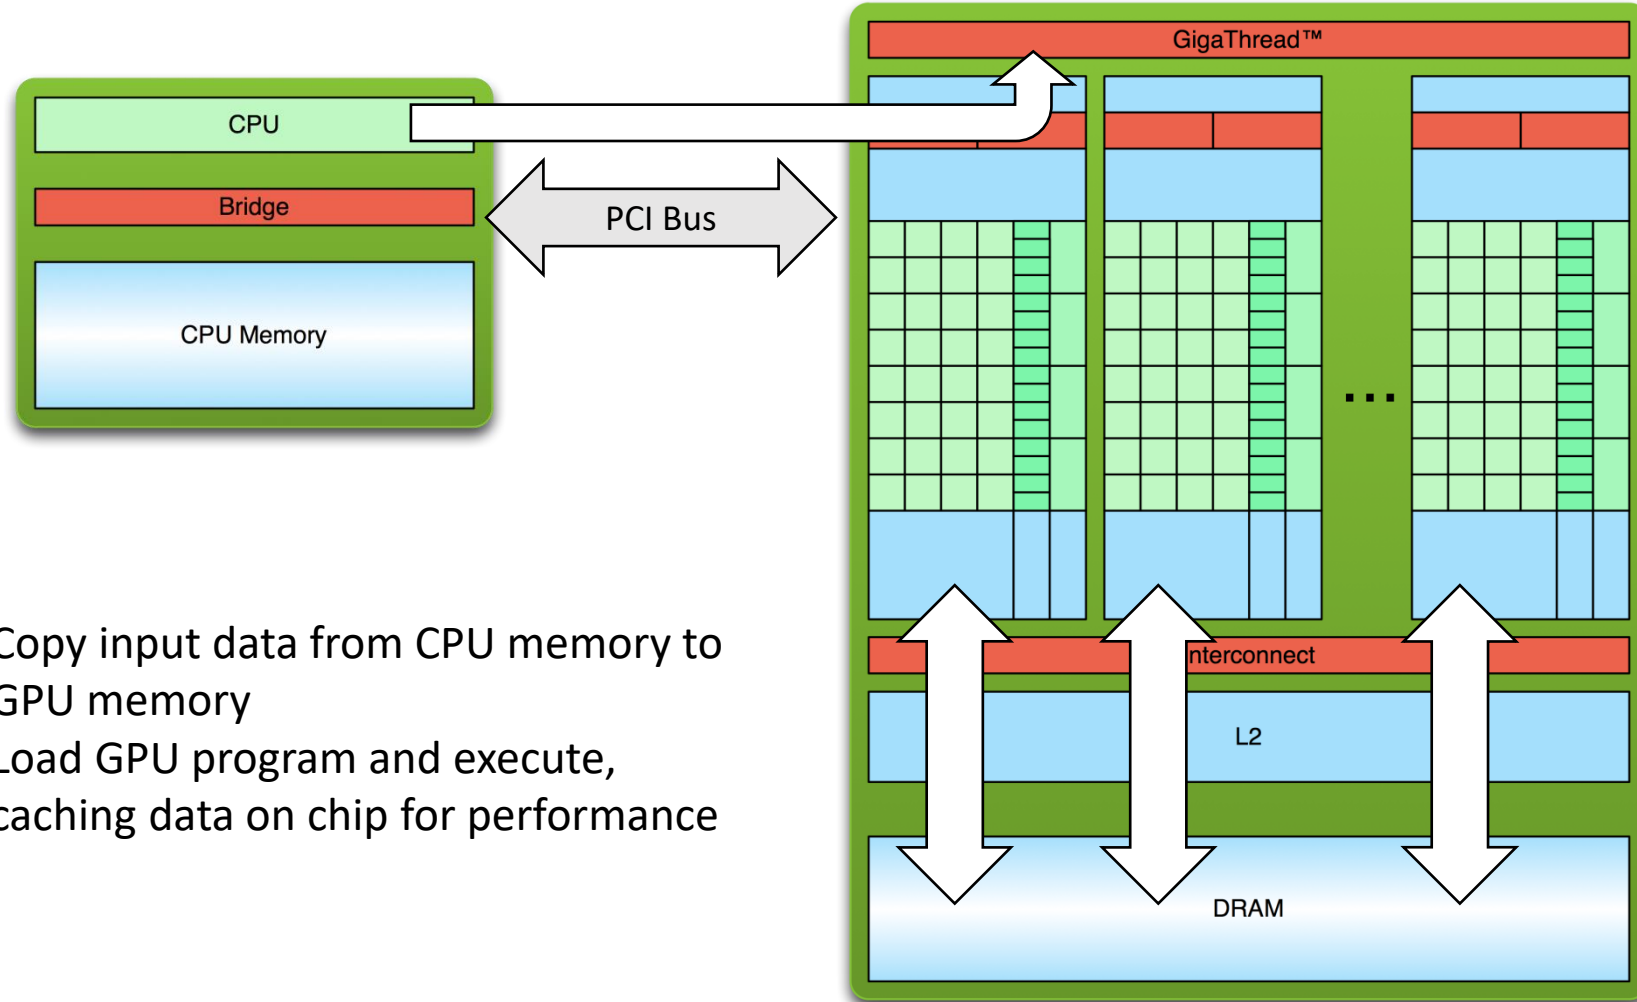 GigaThread™
CPU
Bridge
PCI Bus
CPU Memory
...
Copy input data from CPU memory to
GPU memory
Load GPU program and execute,
caching data on chip for performance
nterconnect
L2
DRAM